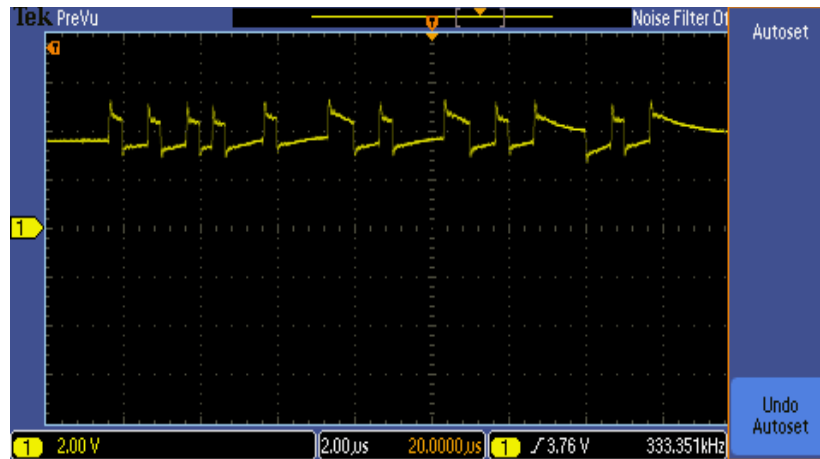 Tek PreVu
Noise Filter Of
Autoset
1
Undo
Autoset
1 2.00 V
2.00µs 20.0000µs
1 3.76 V 333.351kHz